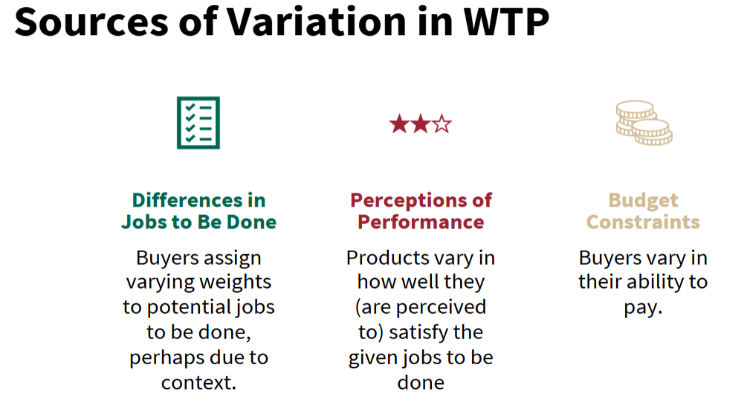 Sources of Variation in WTP
Differences in
Jobs to Be Done
Buyers assign
varying weights
to potential jobs
to be done,
perhaps due to
context.
Perceptions of
Performance
Products vary in
how well they
(are perceived
to) satisfy the
given jobs to be
done
Budget
Constraints
Buyers vary in
their ability to
pay.